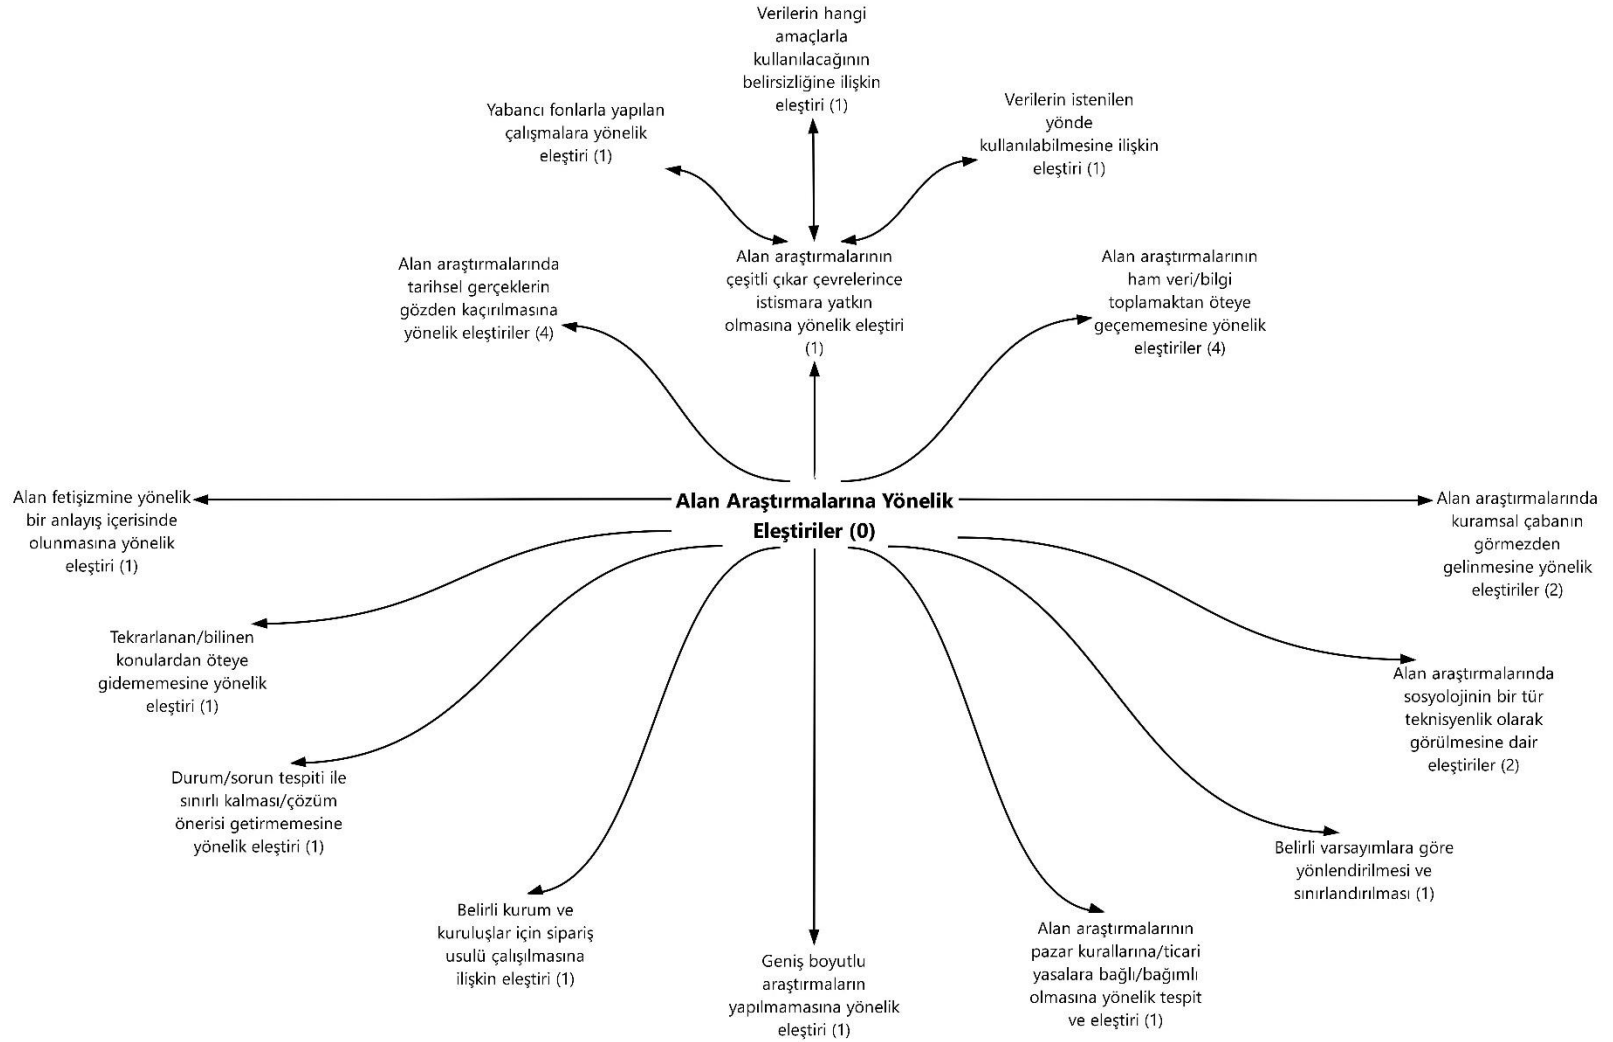 Verilerin hangi
amaçlarla
kullanılacağının
belirsizliğine ilişkin
eleştiri (1)
Yabancı fonlarla yapılan
çalışmalara yönelik
eleştiri (1)
Verilerin istenilen
yönde
kullanılabilmesine ilişkin
eleştiri (1)
Alan araştırmalarında
tarihsel gerçeklerin
gözden kaçırılmasına
yönelik eleştiriler (4)
Alan araştırmalarının
çeşitli çıkar çevrelerince
istismara yatkın
olmasına yönelik eleştiri
(1)
Alan araştırmalarının
ham veri/bilgi
toplamaktan öteye
geçememesine yönelik
eleştiriler (4)
Alan fetişizmine yönelik
bir anlayış içerisinde
olunmasına yönelik
eleştiri (1)
Alan Araştırmalarına Yönelik
Eleştiriler (0)
Alan araştırmalarında
kuramsal çabanın
görmezden
gelinmesine yönelik
eleştiriler (2)
Tekrarlanan/bilinen
konulardan öteye
gidememesine yönelik
eleştiri (1)
Alan araştırmalarında
sosyolojinin bir tür
teknisyenlik olarak
görülmesine dair
eleştiriler (2)
Durum/sorun tespiti ile
sınırlı kalması/çözüm
önerisi getirmemesine
yönelik eleştiri (1)
Belirli varsayımlara göre
yönlendirilmesi ve
sınırlandırılması (1)
Belirli kurum ve
kuruluşlar için sipariş
usulü çalışılmasına
ilişkin eleştiri (1)
Geniş boyutlu
araştırmaların
yapılmamasına yönelik
eleştiri (1)
Alan araştırmalarının
pazar kurallarına/ticari
yasalara bağlı/bağımlı
olmasına yönelik tespit
ve eleştiri (1)